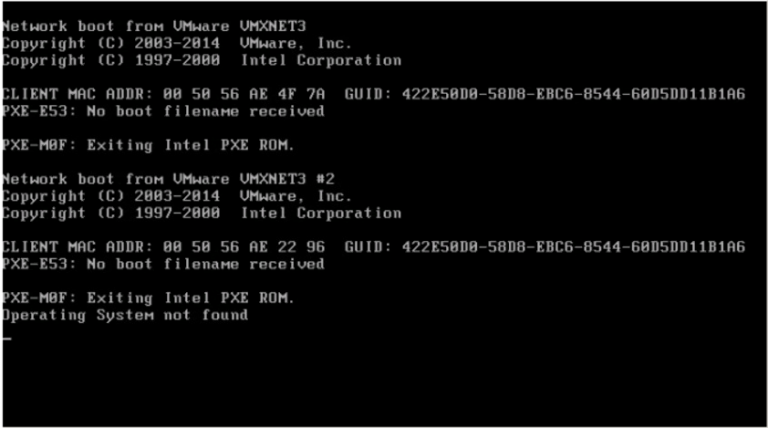 Network boot from VMware VMXNET3
Copyright (C) 2003-2014  VMware, Inc.
Copyright (C) 1997-2000  Intel Corporation
CLIENT MAC ADDR: 00 50 56 AE 4F 7A  GUID: 422E50D0-58D8-EBC6-8544-60D5DD11B1A6
PXE-E53: No boot filename received
PXE-M0F: Exiting Intel PXE ROM.
Network boot from VMware VMXNET3 #2
Copyright (C) 2003-2014  VMware, Inc.
Copyright (C) 1997-2000  Intel Corporation
CLIENT MAC ADDR: 00 50 56 AE 22 96  GUID: 422E50D0-58D8-EBC6-8544-60D5DD11B1A6
PXE-E53: No boot filename received
PXE-M0F: Exiting Intel PXE ROM.
Operating System not found